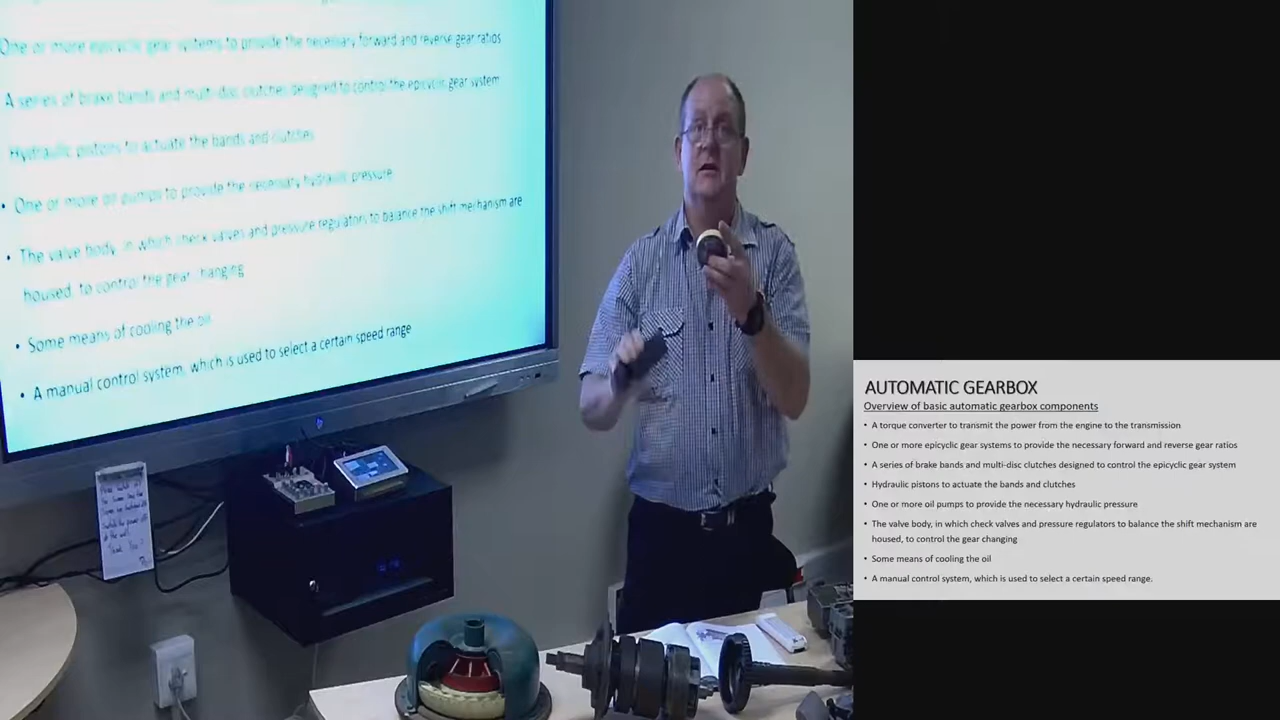 One or more epicyclic gear systems to provide the necessary forward and reverse gear ratios
A series of brake bands and multi-disc clutches designed to control the epicyclic gear system
Hydraulic pistons to actuate the bands and clutches
• One or more oil pumps to provide the necessary hydraulic pressure
• The valve body, in which check valves and pressure regulators to balance the shift mechanism are
housed, to control the gear changing
• Some means of cooling the oil
• A manual control system, which is used to select a certain speed range
AUTOMATIC GEARBOX
Overview of basic automatic gearbox components
• A torque converter to transmit the power from the engine to the transmission
• One or more epicyclic gear systems to provide the necessary forward and reverse gear ratios
• A series of brake bands and multi-disc clutches designed to control the epicyclic gear system
• Hydraulic pistons to actuate the bands and clutches
• One or more oil pumps to provide the necessary hydraulic pressure
• The valve body, in which check valves and pressure regulators to balance the shift mechanism are
housed, to control the gear changing
• Some means of cooling the oil
• A manual control system, which is used to select a certain speed range.